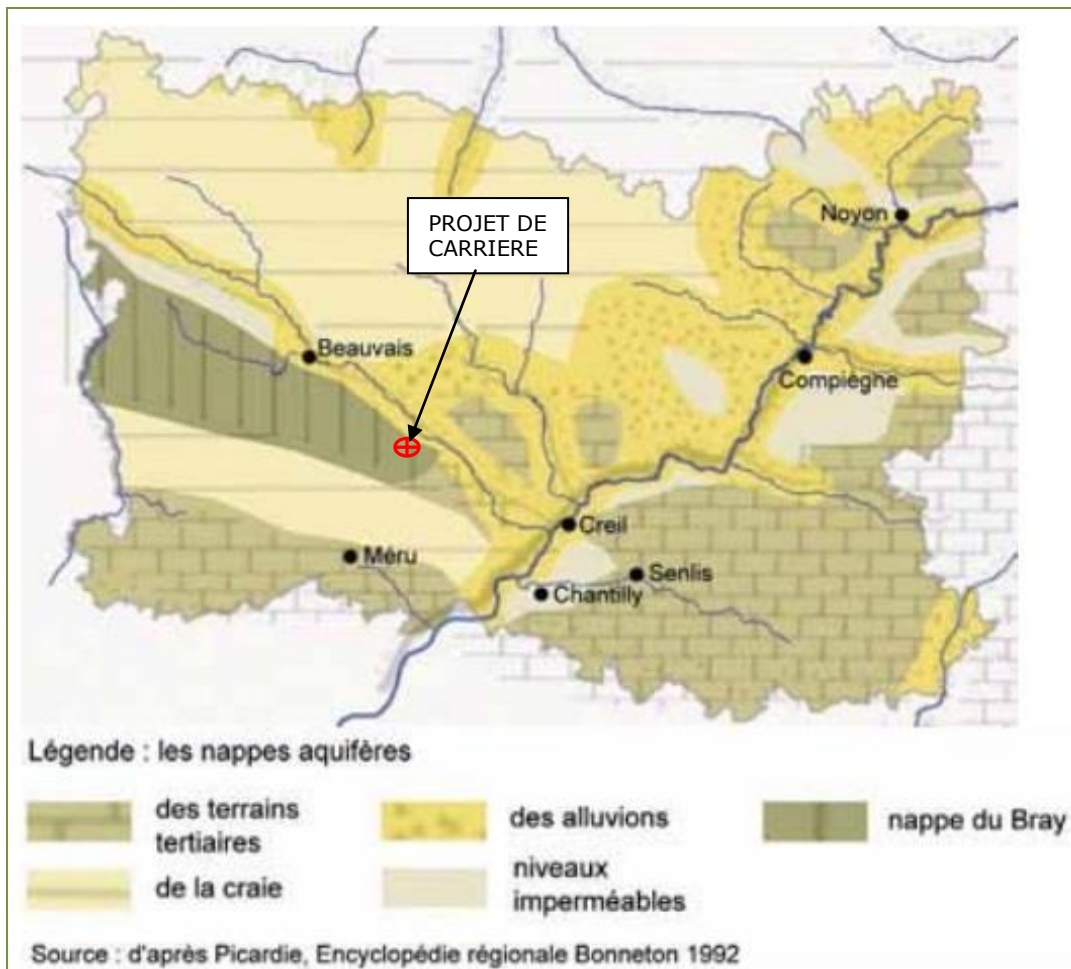 PROJET DE
CARRIERE
Noyon
Beauvais
Compièghe
Creil
Méru
Senlis
Chantilly
Légende : les nappes aquifères
des terrains
tertiaires
des alluvions
nappe du Bray
de la craie
niveaux
imperméables
Source : d'après Picardie, Encyclopédie régionale Bonneton 1992